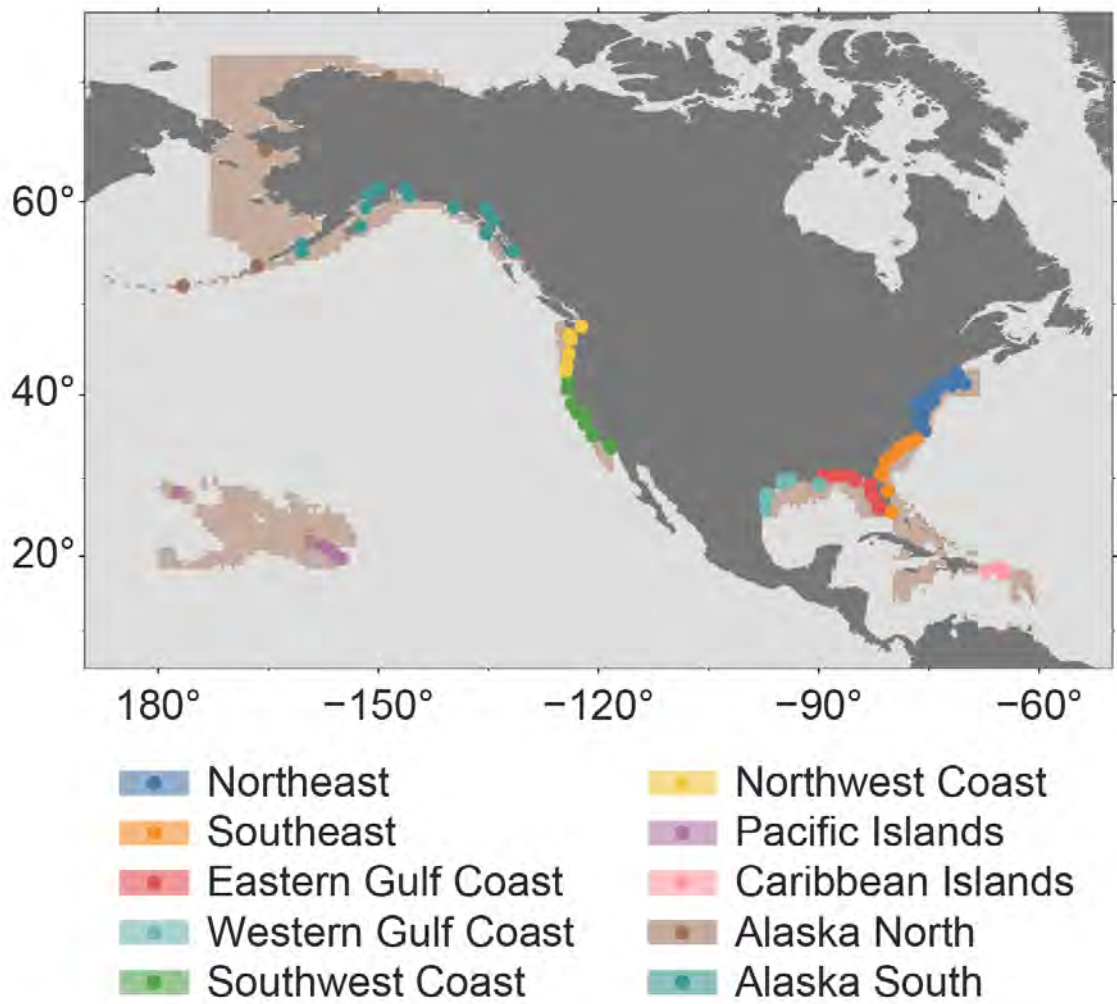 60°
40°
20°
180° −150° −120° −90° −60°
Northeast Northwest Coast
Southeast Pacific Islands
Eastern Gulf Coast Caribbean Islands
Western Gulf Coast Alaska North
Southwest Coast Alaska South